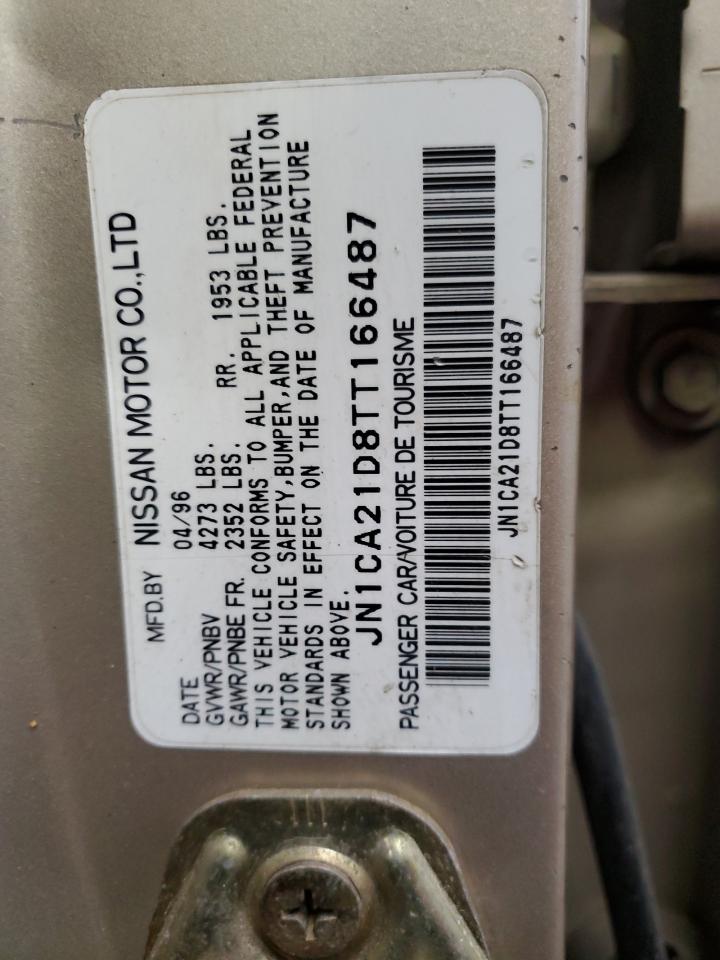 MFD.BY NISSAN MOTOR CO.,LTD
DATE 04/96
GVWR/PNBV 4273 LBS.
GAWR/PNBE FR. 2352 LBS. RR. 1953 LBS.
THIS VEHICLE CONFORMS TO ALL APPLICABLE FEDERAL
MOTOR VEHICLE SAFETY,BUMPER,AND THEFT PREVENTION
STANDARDS IN EFFECT ON THE DATE OF MANUFACTURE
SHOWN ABOVE.
JN1CA21D8TT166487
PASSENGER CAR/VOITURE DE TOURISME
JN1CA21D8TT166487